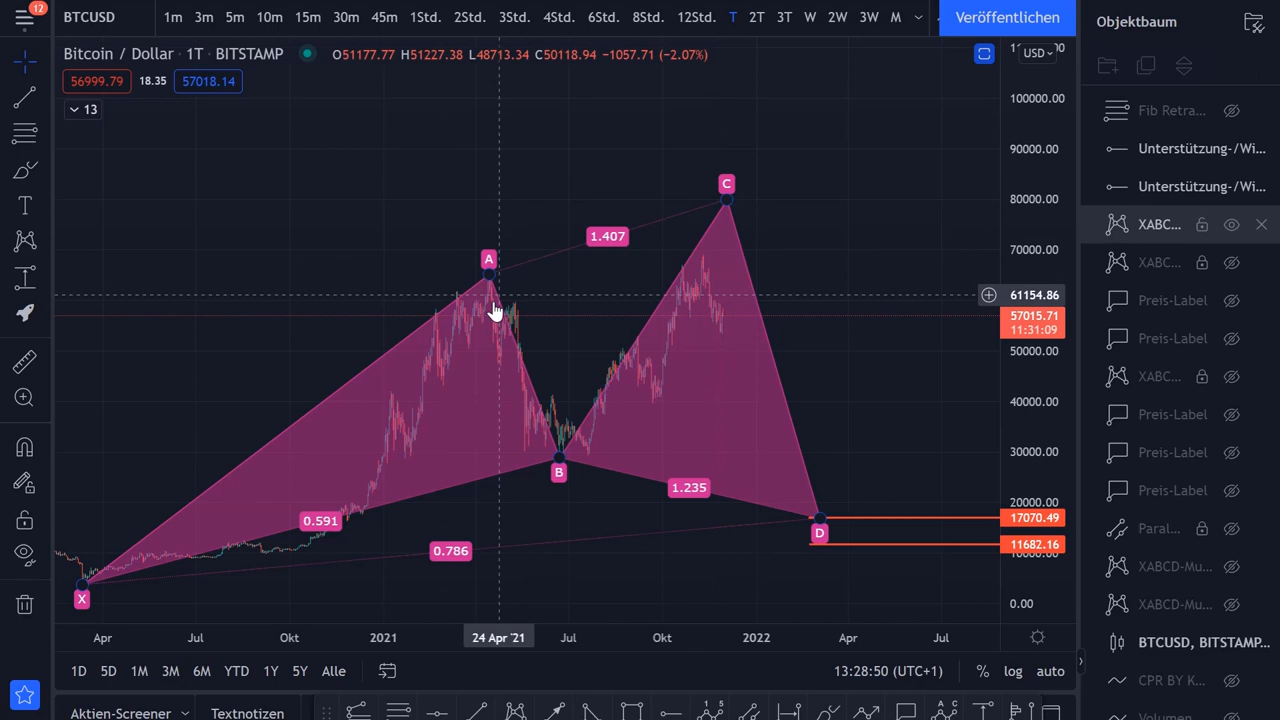 12
BTCUSD 1m 3m 5m 10m 15m 30m 45m 1Std. 2Std. 3Std. 4Std. 6Std. 8Std. 12Std. T 2T 3T W 2W 3W M Veröffentlichen Objektbaum
Bitcoin / Dollar · 1T · BITSTAMP O51177.77 H51227.38 L48713.34 C50118.94 −1057.71 (−2.07%) USD
56999.79 18.35 57018.14
13
100000.00
90000.00
80000.00
70000.00
61154.86
57015.71
11:31:09
50000.00
40000.00
30000.00
20000.00
17070.49
11682.16
0.00
C
1.407
A
B
1.235
0.591
D
0.786
X
Fib Retra...
Unterstützung-/Wi...
Unterstützung-/Wi...
XABC...
XABC...
Preis-Label
Preis-Label
XABC...
Preis-Label
Preis-Label
Preis-Label
Paral...
XABCD-Mu...
XABCD-Mu...
BTCUSD, BITSTAMP...
CPR BY K...
Apr Jul Okt 2021 24 Apr '21 Jul Okt 2022 Apr Jul
1D 5D 1M 3M 6M YTD 1Y 5Y Alle 13:28:50 (UTC+1) % log auto
Aktien-Screener Textnotizen